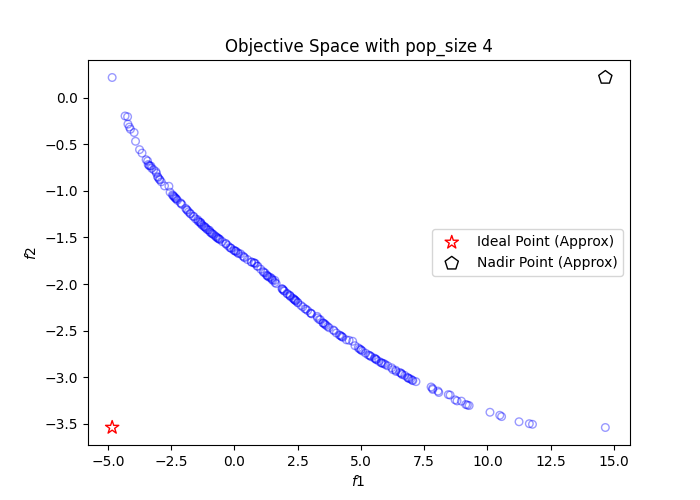 Objective Space with pop_size 4
0.0
−0.5
−1.0
−1.5
−2.0
−2.5
−3.0
−3.5
f2
Ideal Point (Approx)
Nadir Point (Approx)
−5.0 −2.5 0.0 2.5 5.0 7.5 10.0 12.5 15.0
f1